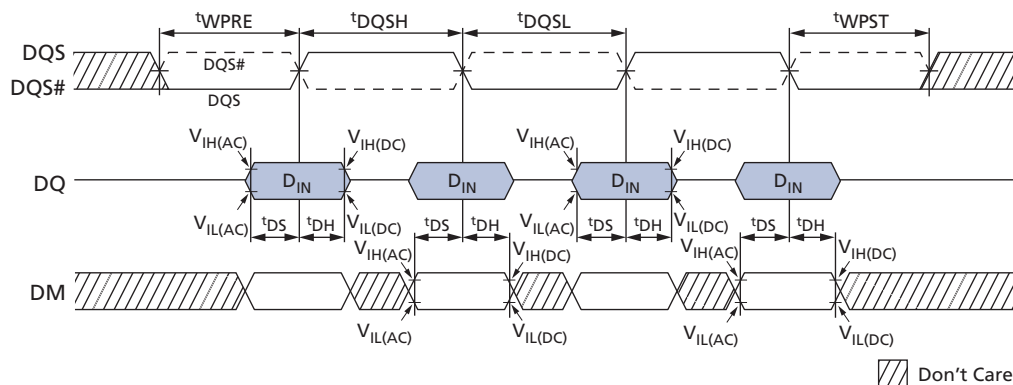 tWPRE tDQSH tDQSL tWPST
DQS
DQS#
DQS#
DQS
VIH(AC) VIH(DC) VIH(AC) VIH(DC)
DQ DIN DIN DIN DIN
VIL(AC) tDS tDH VIL(DC) tDS tDH VIL(AC) tDS tDH VIL(DC) tDS tDH
VIH(AC) VIH(DC) VIH(AC) VIH(DC)
DM
VIL(AC) VIL(DC) VIL(AC) VIL(DC)
Don't Care